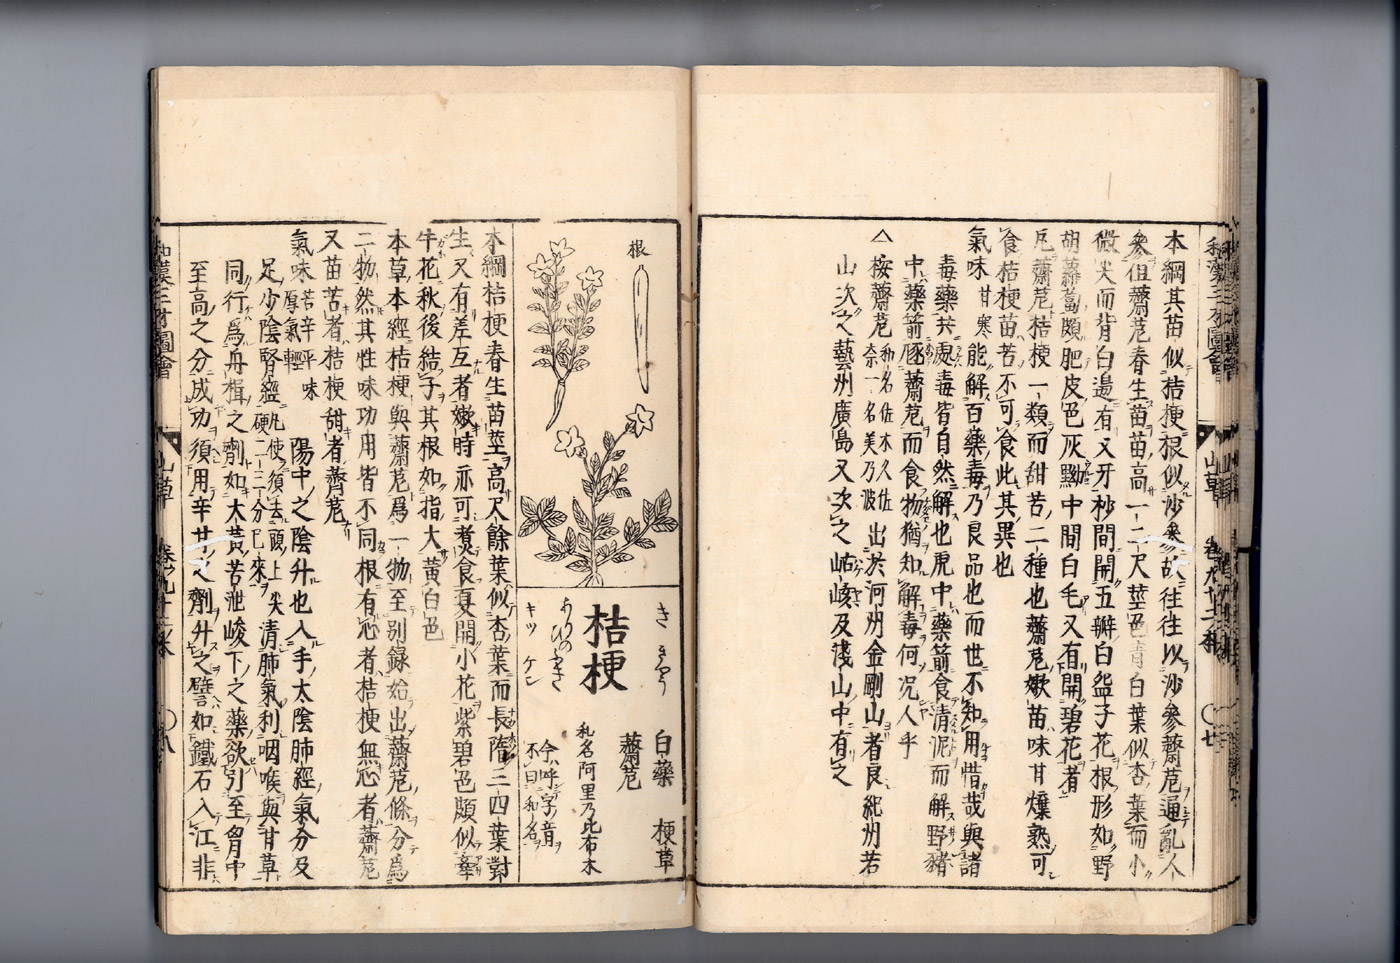 本綱其苗似桔梗根似沙參故往往以沙參薺苨通亂人
參但薺苨春生苗苗高一二尺莖色青白葉似杏葉而小
微尖而背白邉有叉牙杪間開五瓣白盌子花根形如野
胡蘿蔔頗肥皮色灰黝中間白毛又有開碧花者
苨薺苨桔梗一類而甜苦二種也薺苨嫩苗味甘爗熟可
食桔梗苗苦不可食此其異也
氣味甘寒能解百藥毒乃良品也而世不知用惜哉與諸
毒藥共處毒皆自然解也虎中藥箭食清泥而解野豬
中藥箭豗薺苨而食物猶知解毒何况人乎
△按薺苨和名佐木久佐奈一名美乃波出於河州金剛山者良紀州若
山次之藝州廣島又次之岵峐及淺山中有之
和漢三才圖會
山草 卷九十二本 〇廿
根
き きやう 白藥 梗草
薺苨
桔梗
ありのひふき
キツ ケン
和名阿里乃比布木
今呼字音
不曰和名
本綱桔梗春生苗莖高尺餘葉似杏葉而長隋三四葉對
生又有差互者嫩時亦可煮食夏開小花紫碧色頗似牽
牛花秋後結子其根如指大黃白色
本草本經桔梗與薺苨爲一物至别錄始出薺苨條分爲
二物然其性味功用皆不同根有心者桔梗無心者薺苨
又苗苦者桔梗甜者薺苨
氣味苦辛平味厚氣輕陽中之陰升也入手太陰肺經氣分及
足少陰腎經凡使須去頭上尖硬二三分已來清肺氣利咽喉與甘草
同行爲舟楫之劑如大黃苦泄峻下之藥欲引至胷中
至高之分成功須用辛甘之劑升之譬如鐵石入江非
和漢三才圖會
山草